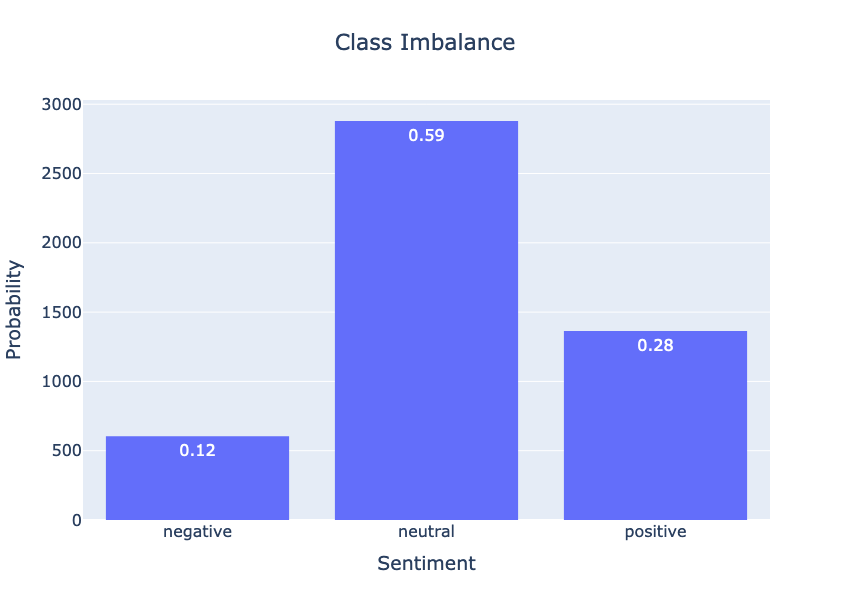 Class Imbalance
3000
2500
2000
1500
1000
500
0
Probability
0.12
0.59
0.28
negative
neutral
positive
Sentiment